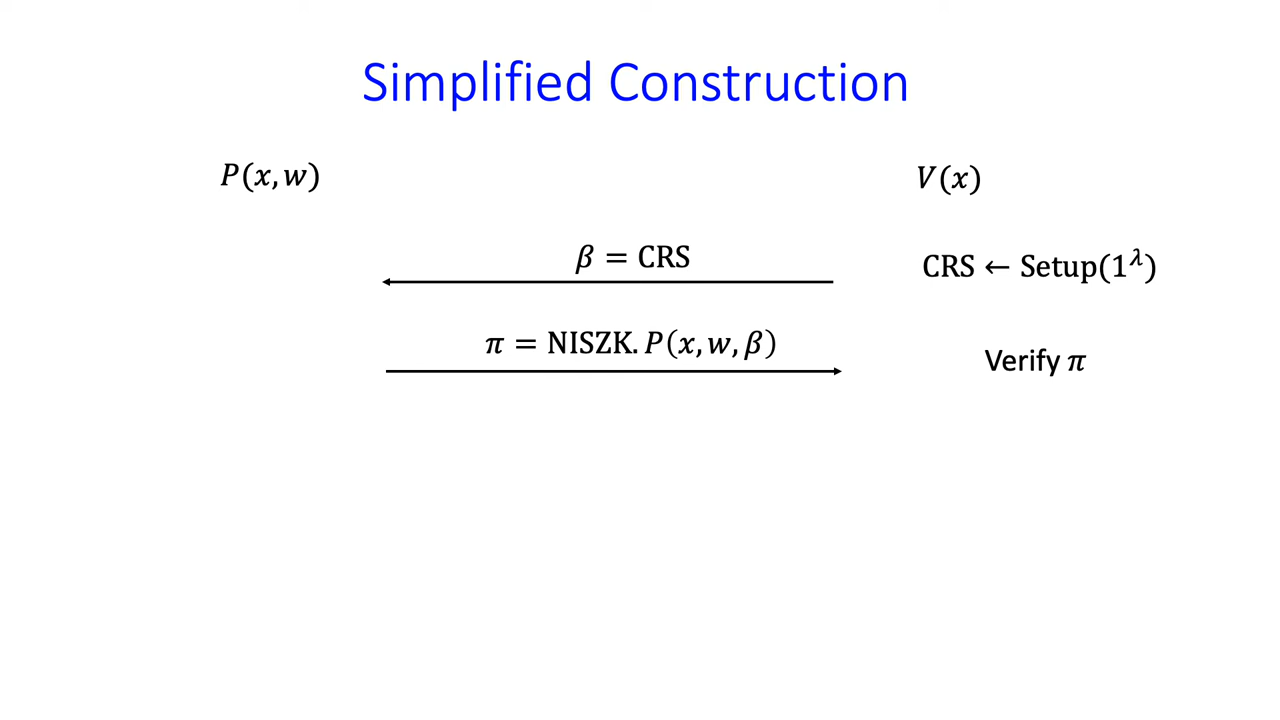 Simplified Construction
P(x, w)
V(x)
β = CRS
CRS ← Setup(1^λ)
π = NISZK. P(x, w, β)
Verify π